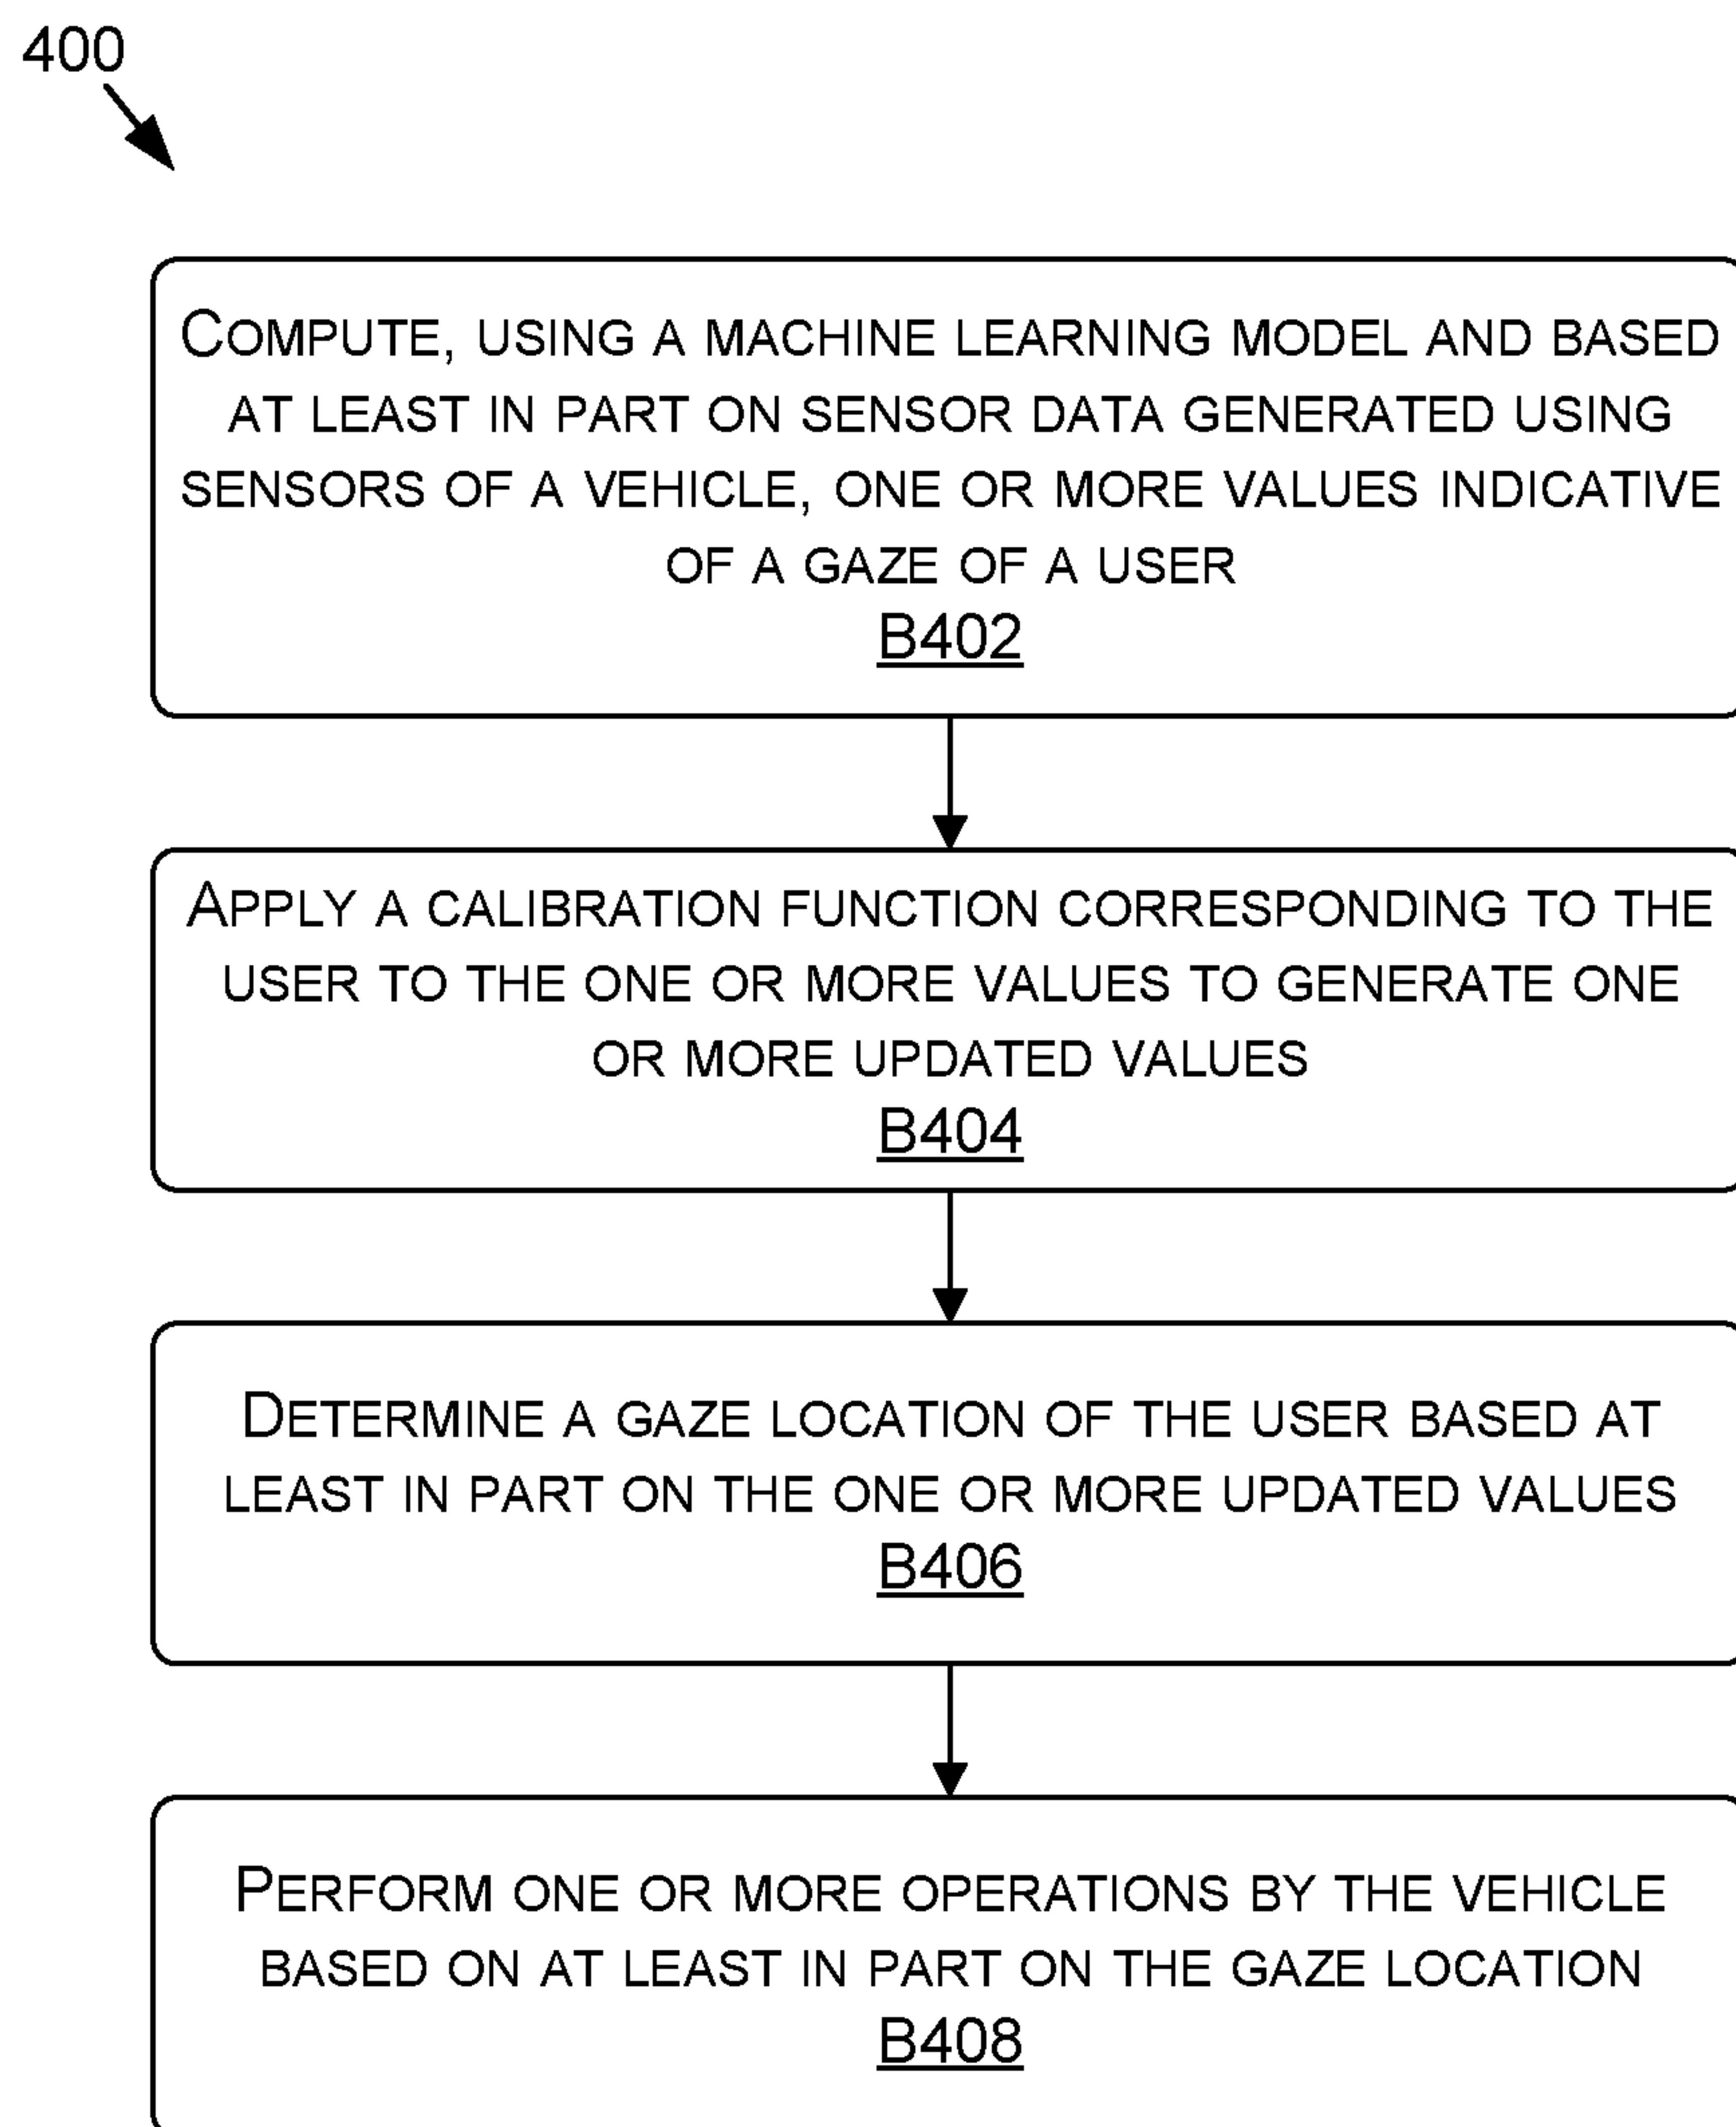 400
COMPUTE, USING A MACHINE LEARNING MODEL AND BASED
AT LEAST IN PART ON SENSOR DATA GENERATED USING
SENSORS OF A VEHICLE, ONE OR MORE VALUES INDICATIVE
OF A GAZE OF A USER
B402
APPLY A CALIBRATION FUNCTION CORRESPONDING TO THE
USER TO THE ONE OR MORE VALUES TO GENERATE ONE
OR MORE UPDATED VALUES
B404
DETERMINE A GAZE LOCATION OF THE USER BASED AT
LEAST IN PART ON THE ONE OR MORE UPDATED VALUES
B406
PERFORM ONE OR MORE OPERATIONS BY THE VEHICLE
BASED ON AT LEAST IN PART ON THE GAZE LOCATION
B408